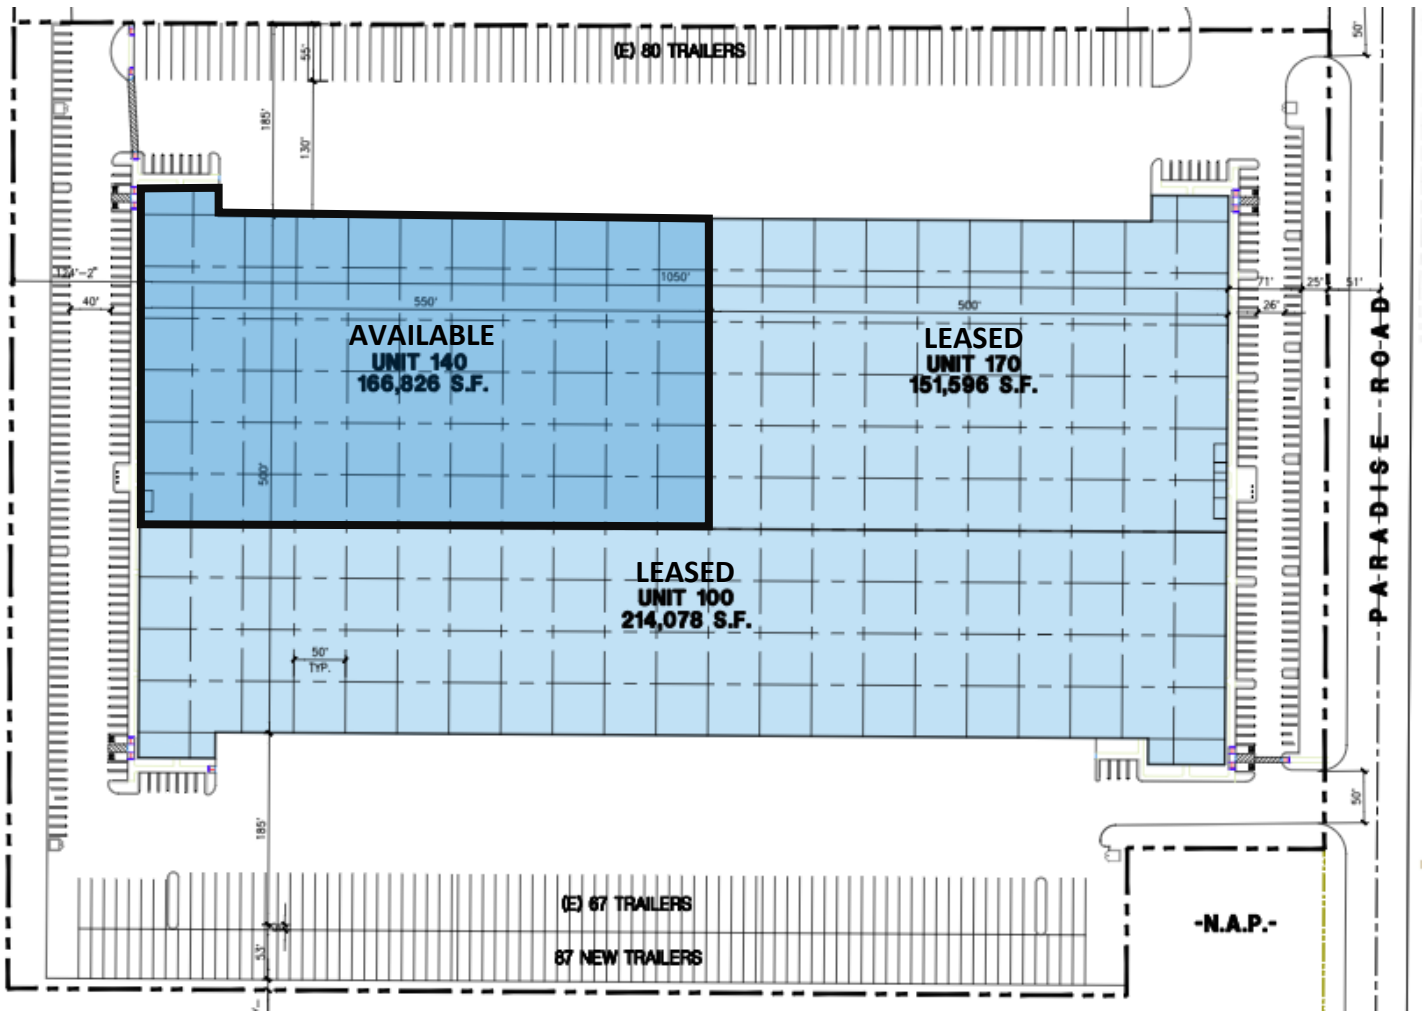 (E) 80 TRAILERS
55'
50'
185'
130'
124'-2"
1050'
71'
25'
51'
40'
550'
500'
26'
AVAILABLE
UNIT 140
166,826 S.F.
LEASED
UNIT 170
151,596 S.F.
PARADISE ROAD
500'
LEASED
UNIT 100
214,078 S.F.
50'
TYP.
50'
185'
(E) 67 TRAILERS
-N.A.P.-
53'
87 NEW TRAILERS